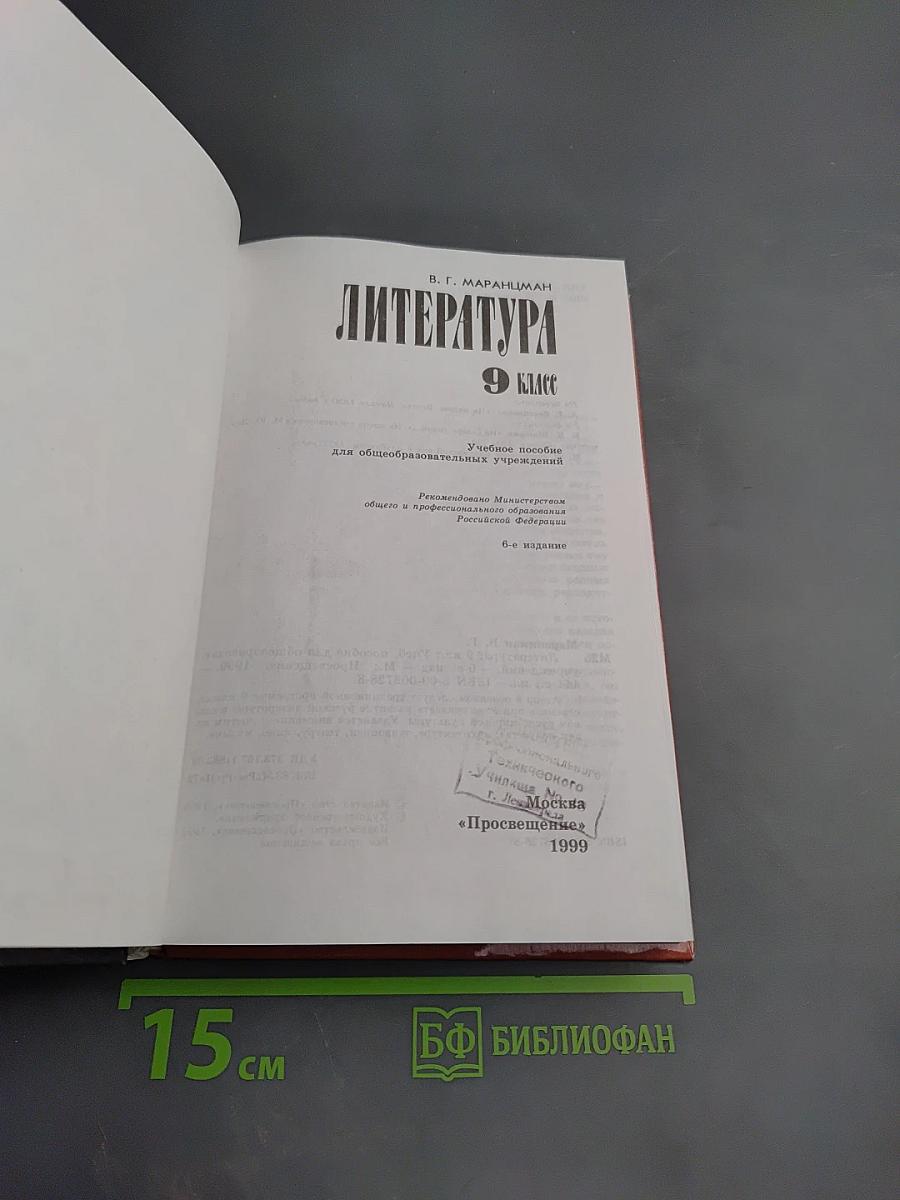 В. Г. МАРАНЦМАН
ЛИТЕРАТУРА
9 КЛАСС
Учебное пособие
для общеобразовательных учреждений
Рекомендовано Министерством
общего и профессионального образования
Российской Федерации
6-е издание
Технического
Училища №
г.
Москва
«Просвещение»
1999
15 см
БФ БИБЛИОФАН